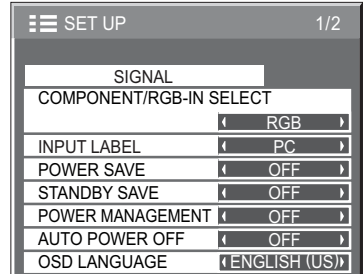 SET UP 1/2
SIGNAL
COMPONENT/RGB-IN SELECT
RGB
INPUT LABEL PC
POWER SAVE OFF
STANDBY SAVE OFF
POWER MANAGEMENT OFF
AUTO POWER OFF OFF
OSD LANGUAGE ENGLISH (US)